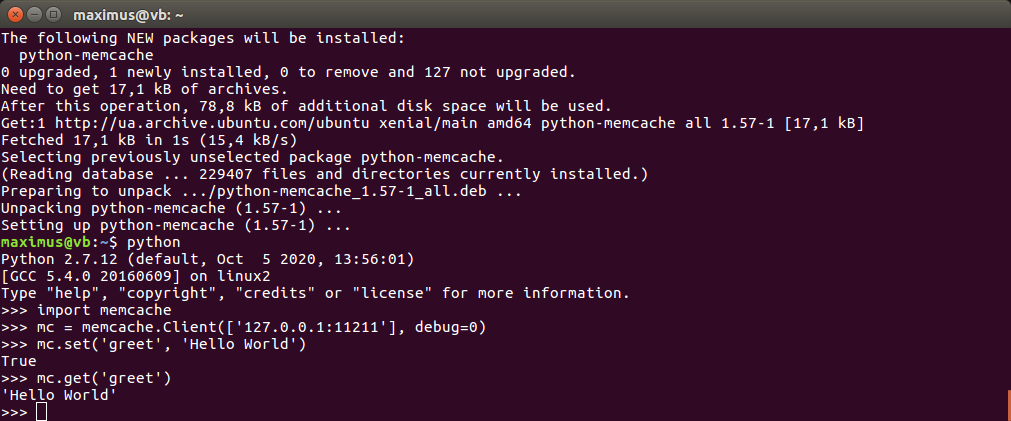 maximus@vb: ~
The following NEW packages will be installed:
  python-memcache
0 upgraded, 1 newly installed, 0 to remove and 127 not upgraded.
Need to get 17,1 kB of archives.
After this operation, 78,8 kB of additional disk space will be used.
Get:1 http://ua.archive.ubuntu.com/ubuntu xenial/main amd64 python-memcache all 1.57-1 [17,1 kB]
Fetched 17,1 kB in 1s (15,4 kB/s)
Selecting previously unselected package python-memcache.
(Reading database ... 229407 files and directories currently installed.)
Preparing to unpack .../python-memcache_1.57-1_all.deb ...
Unpacking python-memcache (1.57-1) ...
Setting up python-memcache (1.57-1) ...
maximus@vb:~$ python
Python 2.7.12 (default, Oct  5 2020, 13:56:01)
[GCC 5.4.0 20160609] on linux2
Type "help", "copyright", "credits" or "license" for more information.
>>> import memcache
>>> mc = memcache.Client(['127.0.0.1:11211'], debug=0)
>>> mc.set('greet', 'Hello World')
True
>>> mc.get('greet')
'Hello World'
>>>